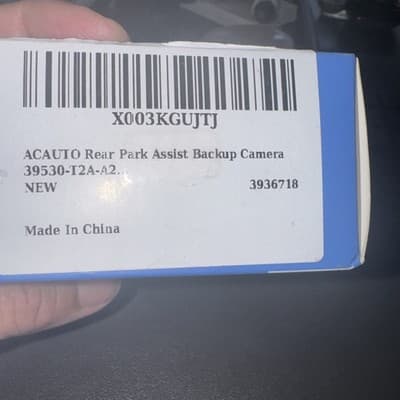 X003KGUJTJ
ACAUTO Rear Park Assist Backup Camera
39530-T2A-A2...
NEW 3936718
Made In China